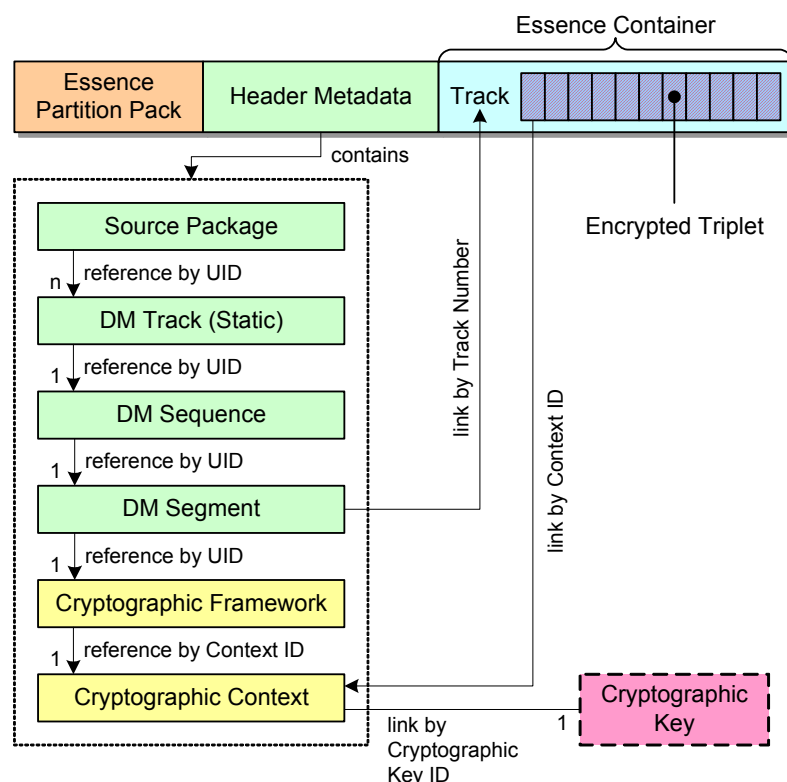 Essence Container
Essence
Partition Pack
Header Metadata
Track
contains
Encrypted Triplet
Source Package
reference by UID
n
DM Track (Static)
reference by UID
1
DM Sequence
reference by UID
1
DM Segment
reference by UID
1
Cryptographic Framework
reference by Context ID
1
Cryptographic Context
link by Track Number
link by Context ID
link by
Cryptographic
Key ID
1
Cryptographic
Key